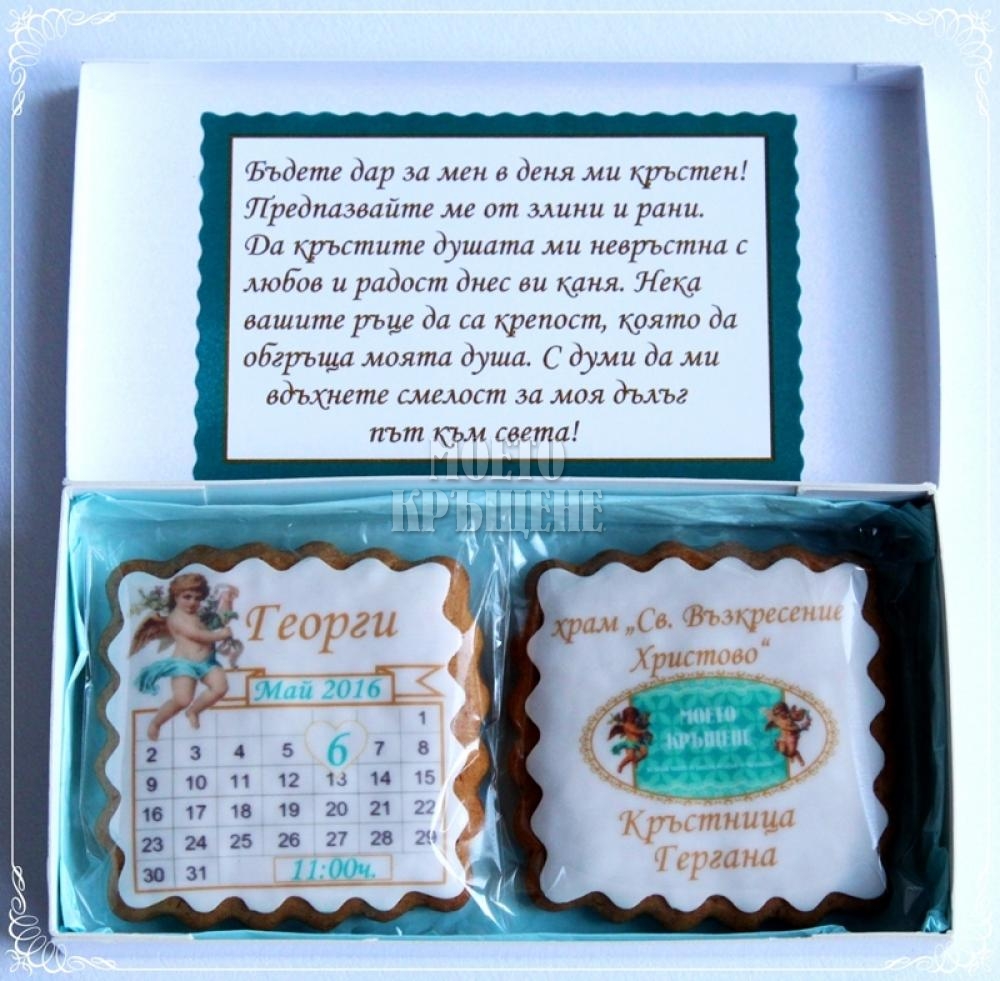 Бъдете дар за мен в деня ми кръстен!
Предпазвайте ме от злини и рани.
Да кръстите душата ми невръстна с
любов и радост днес ви каня. Нека
вашите ръце да са крепост, която да
обгръща моята душа. С думи да ми
вдъхнете смелост за моя дълъг
път към света!
МОЕТО
КРЪЩЕНЕ
Георги
Май 2016
1
2 3 4 5 6 7 8
9 10 11 12 13 14 15
16 17 18 19 20 21 22
23 24 25 26 27 28 29
30 31
11:00ч.
храм „Св. Възкресение
Христово“
МОЕТО
КРЪЩЕНЕ
Кръстница
Гергана